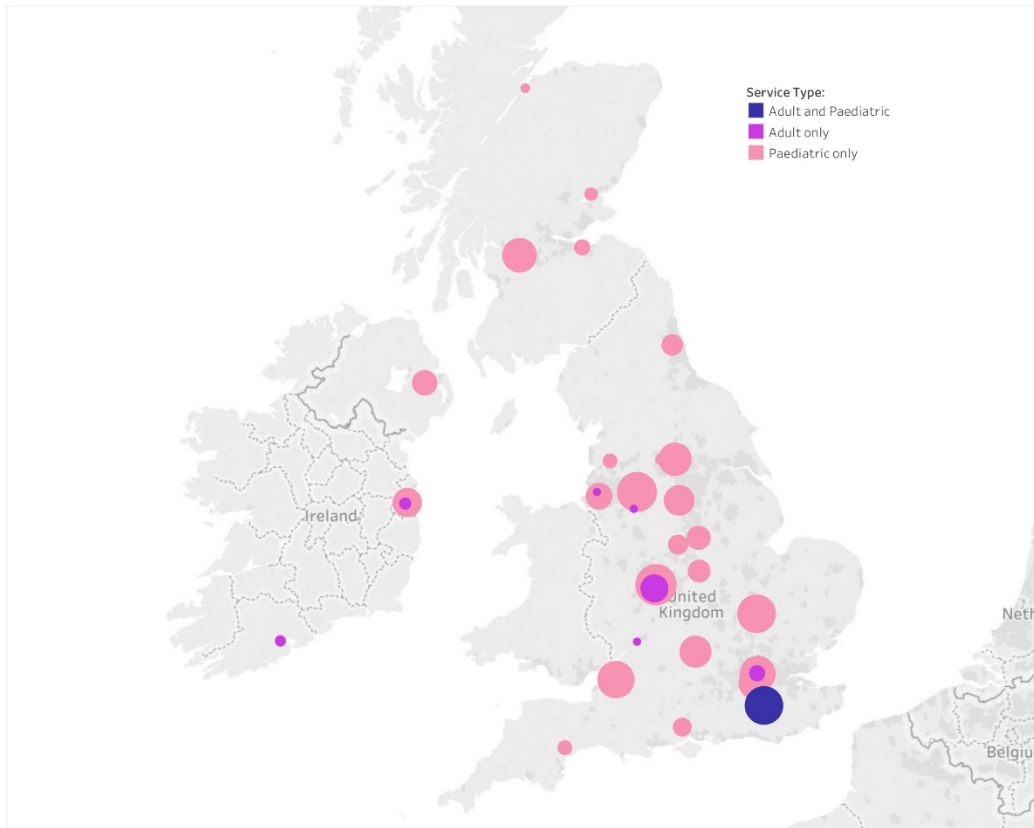 Service Type:
Adult and Paediatric
Adult only
Paediatric only
Ireland
United
Kingdom
Neth
Belgiu